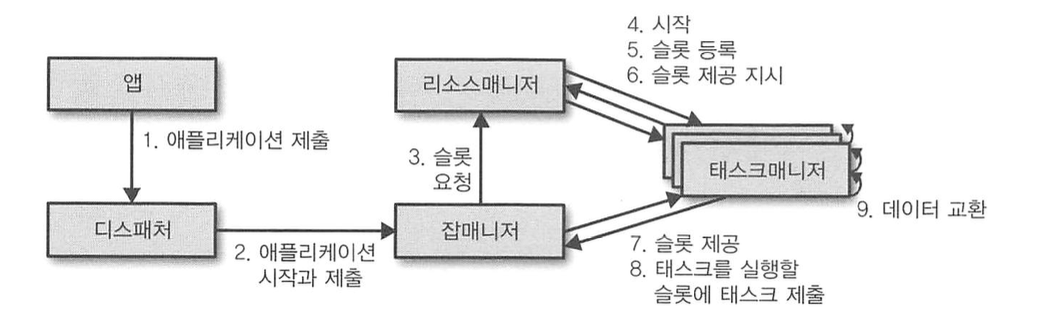 앱
1. 애플리케이션 제출
디스패처
2. 애플리케이션
시작과 제출
리소스매니저
3. 슬롯
요청
잡매니저
4. 시작
5. 슬롯 등록
6. 슬롯 제공 지시
태스크매니저
7. 슬롯 제공
8. 태스크를 실행할
슬롯에 태스크 제출
9. 데이터 교환